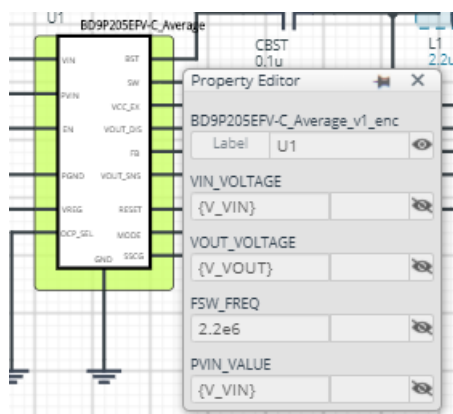 U1
BD9P205EFV-C_Average
VIN
PVIN
EN
PGND
VREG
OCP_SEL
GND
BST
SW
VCC_EX
VOUT_DIS
FB
VOUT_SNS
RESET
MODE
SSCG
CBST
0.1u
L1
2.2u
Property Editor
BD9P205EFV-C_Average_v1_enc
Label U1
VIN_VOLTAGE
{V_VIN}
VOUT_VOLTAGE
{V_VOUT}
FSW_FREQ
2.2e6
PVIN_VALUE
{V_VIN}